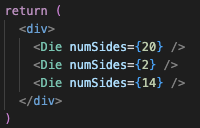 return (
  <div>
    <Die numSides={20} />
    <Die numSides={2} />
    <Die numSides={14} />
  </div>
)